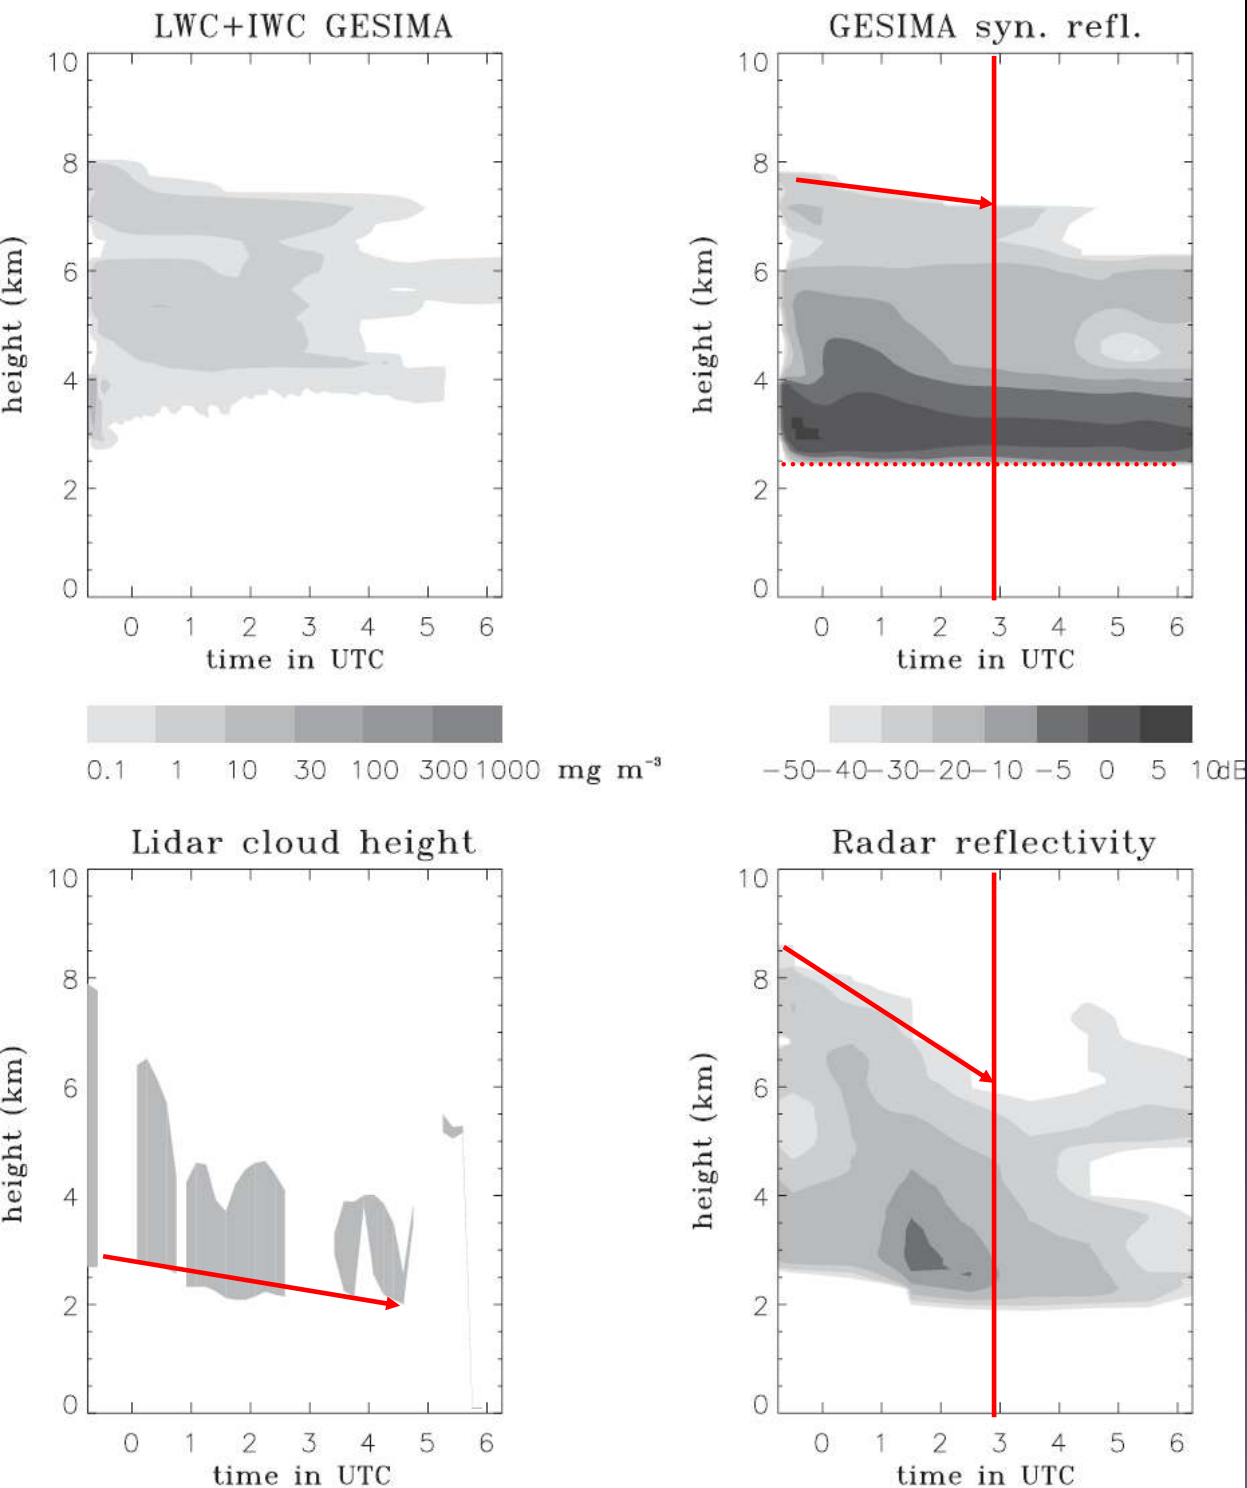 LWC+IWC GESIMA
GESIMA syn. refl.
10
8
6
4
2
0
height (km)
0 1 2 3 4 5 6
time in UTC
10
8
6
4
2
0
height (km)
0 1 2 3 4 5 6
time in UTC
0.1 1 10 30 100 300 1000 mg m⁻³
−50−40−30−20−10 −5 0 5 10dB
Lidar cloud height
Radar reflectivity
10
8
6
4
2
0
height (km)
0 1 2 3 4 5 6
time in UTC
10
8
6
4
2
0
height (km)
0 1 2 3 4 5 6
time in UTC